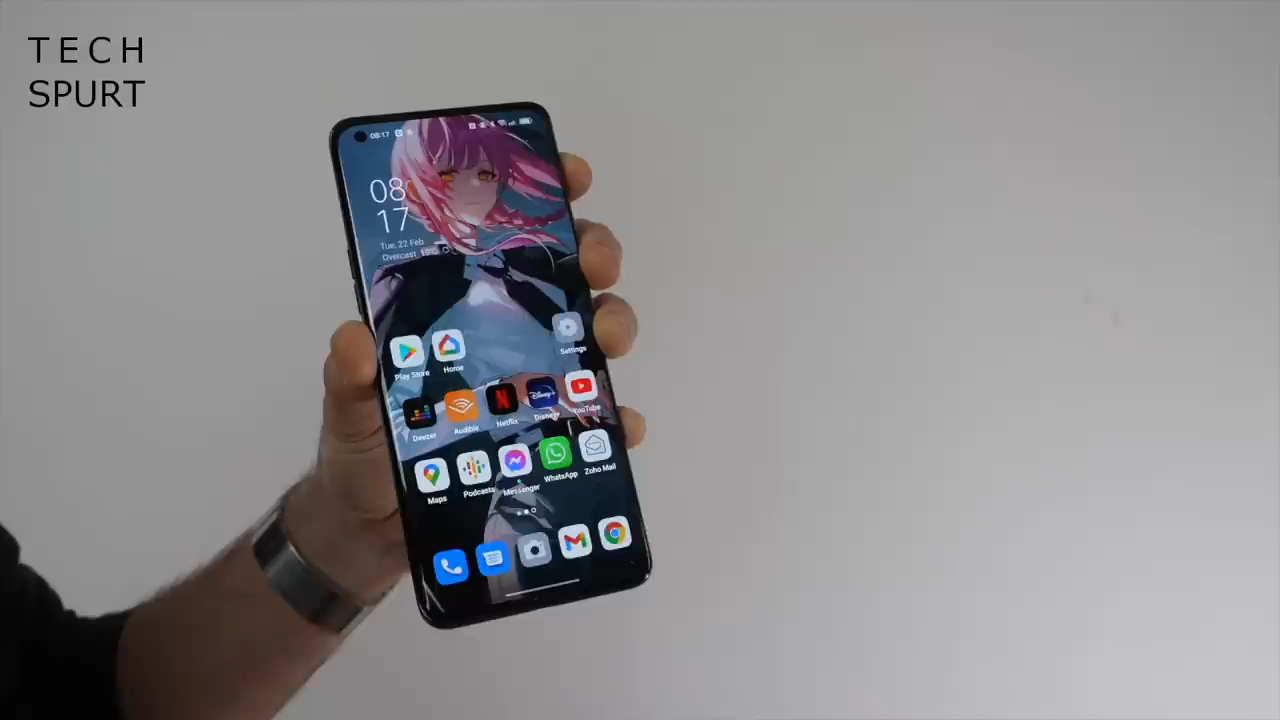 TECH
SPURT
08:17
08
17
Tue, 22 Feb
Overcast
Settings
Play Store
Home
Deezer
Audible
Netflix
Disney+
YouTube
Maps
Podcasts
Messenger
WhatsApp
Zoho Mail